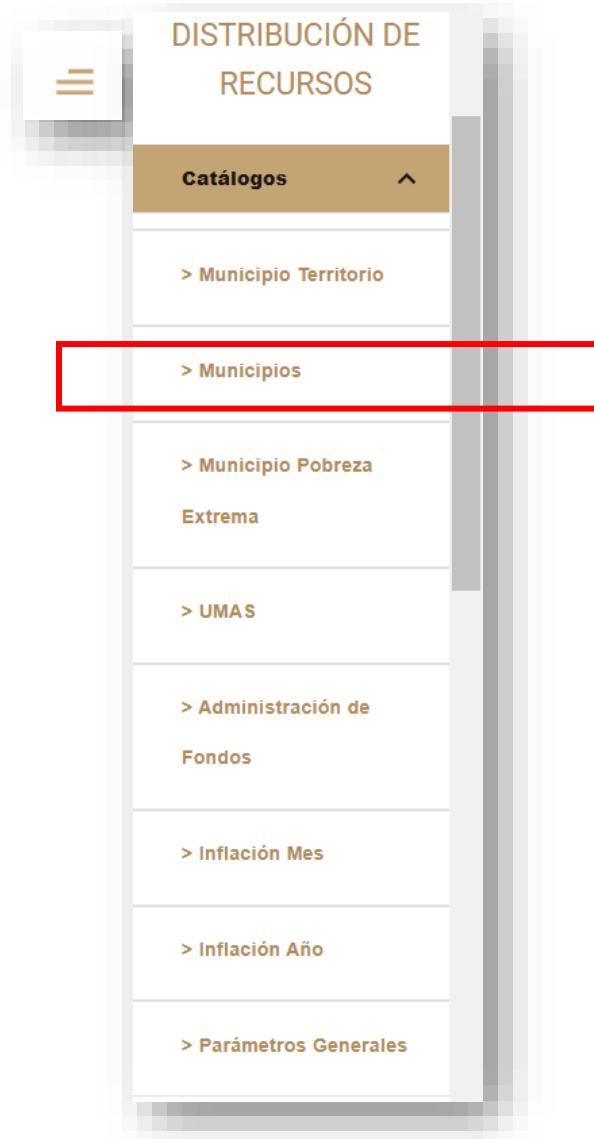 DISTRIBUCIÓN DE
RECURSOS
Catálogos
> Municipio Territorio
> Municipios
> Municipio Pobreza
Extrema
> UMAS
> Administración de
Fondos
> Inflación Mes
> Inflación Año
> Parámetros Generales